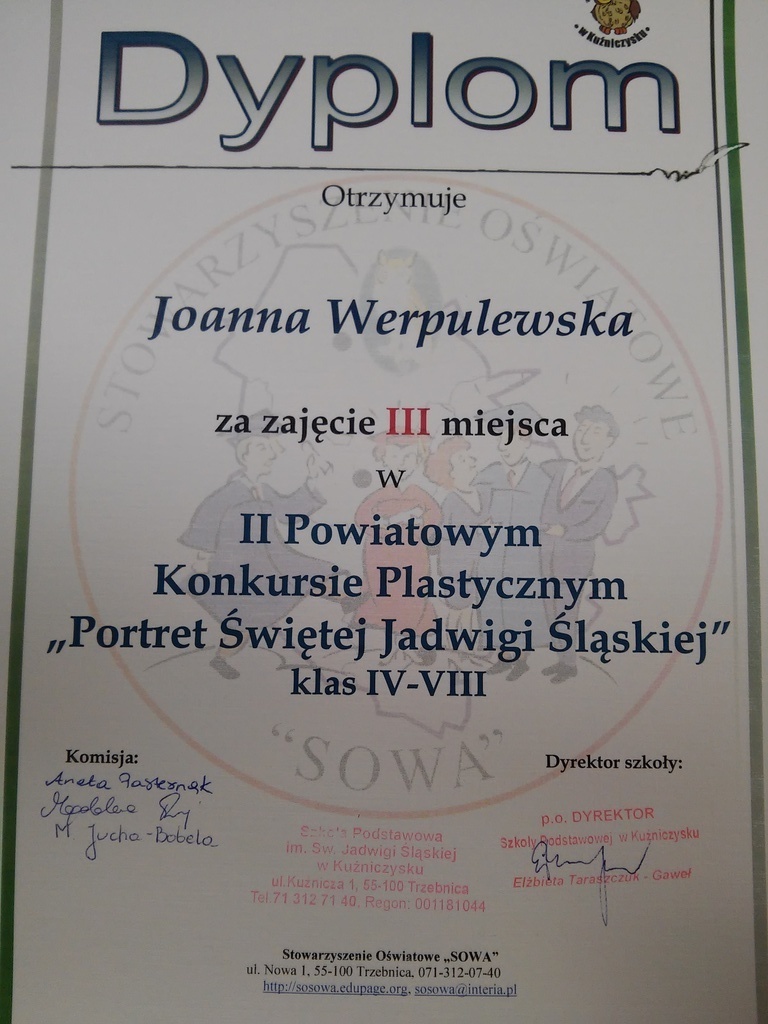 w Kuźniczysku
Dyplom
Otrzymuje
STOWARZYSZENIE OŚWIATOWE
Joanna Werpulewska
za zajęcie III miejsca
w
II Powiatowym
Konkursie Plastycznym
„Portret Świętej Jadwigi Śląskiej”
klas IV-VIII
“SOWA”
Komisja:
Aneta Pasternak
Magdalena
M Jucha-Bobela
Dyrektor szkoły:
p.o. DYREKTOR
Szkoły Podstawowej w Kuźniczysku
Elżbieta Taraszczuk - Gaweł
Szkoła Podstawowa
im. Św. Jadwigi Śląskiej
w Kuźniczysku
ul.Kuźnicza 1, 55-100 Trzebnica
Tel.71 312 71 40, Regon: 001181044
Stowarzyszenie Oświatowe „SOWA”
ul. Nowa 1, 55-100 Trzebnica, 071-312-07-40
http://sosowa.edupage.org, sosowa@interia.pl